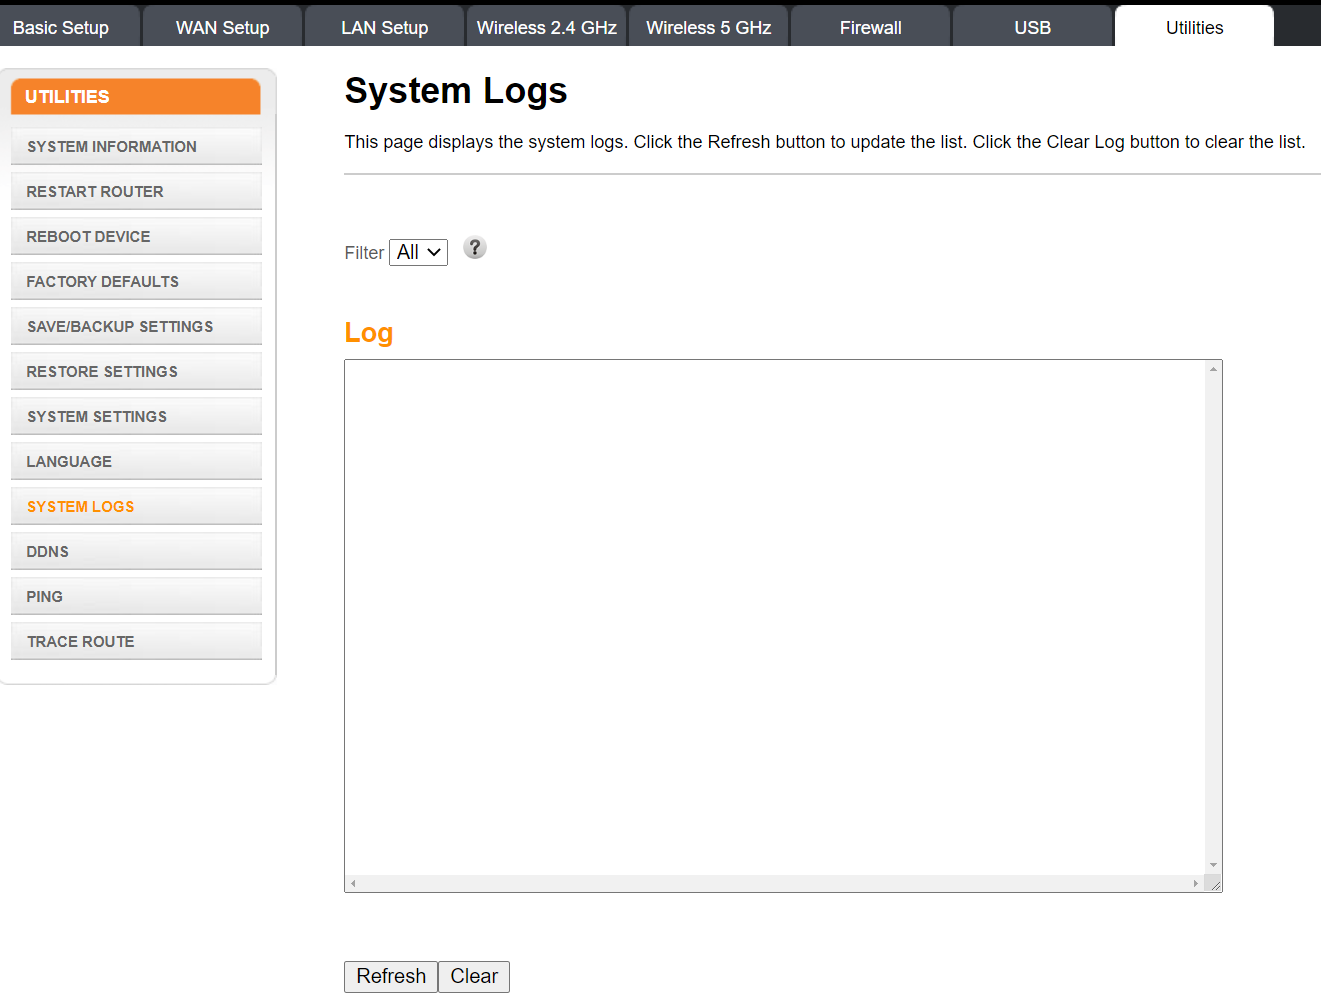 Basic Setup WAN Setup LAN Setup Wireless 2.4 GHz Wireless 5 GHz Firewall USB Utilities
UTILITIES
SYSTEM INFORMATION
RESTART ROUTER
REBOOT DEVICE
FACTORY DEFAULTS
SAVE/BACKUP SETTINGS
RESTORE SETTINGS
SYSTEM SETTINGS
LANGUAGE
SYSTEM LOGS
DDNS
PING
TRACE ROUTE
System Logs
This page displays the system logs. Click the Refresh button to update the list. Click the Clear Log button to clear the list.
Filter All ?
Log
Refresh Clear